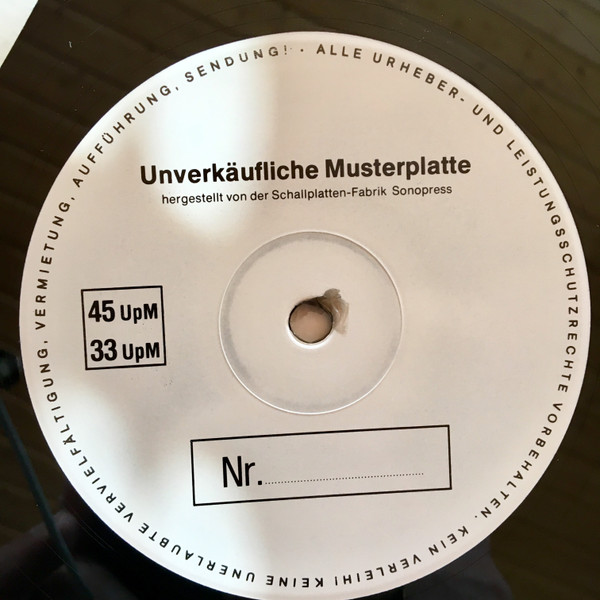 ALLE URHEBER- UND LEISTUNGSSCHUTZRECHTE VORBEHALTEN. KEIN VERLEIH! KEINE UNERLAUBTE VERVIELFÄLTIGUNG, VERMIETUNG, AUFFÜHRUNG, SENDUNG! ·
Unverkäufliche Musterplatte
hergestellt von der Schallplatten-Fabrik Sonopress
45 UpM
33 UpM
Nr...............................................